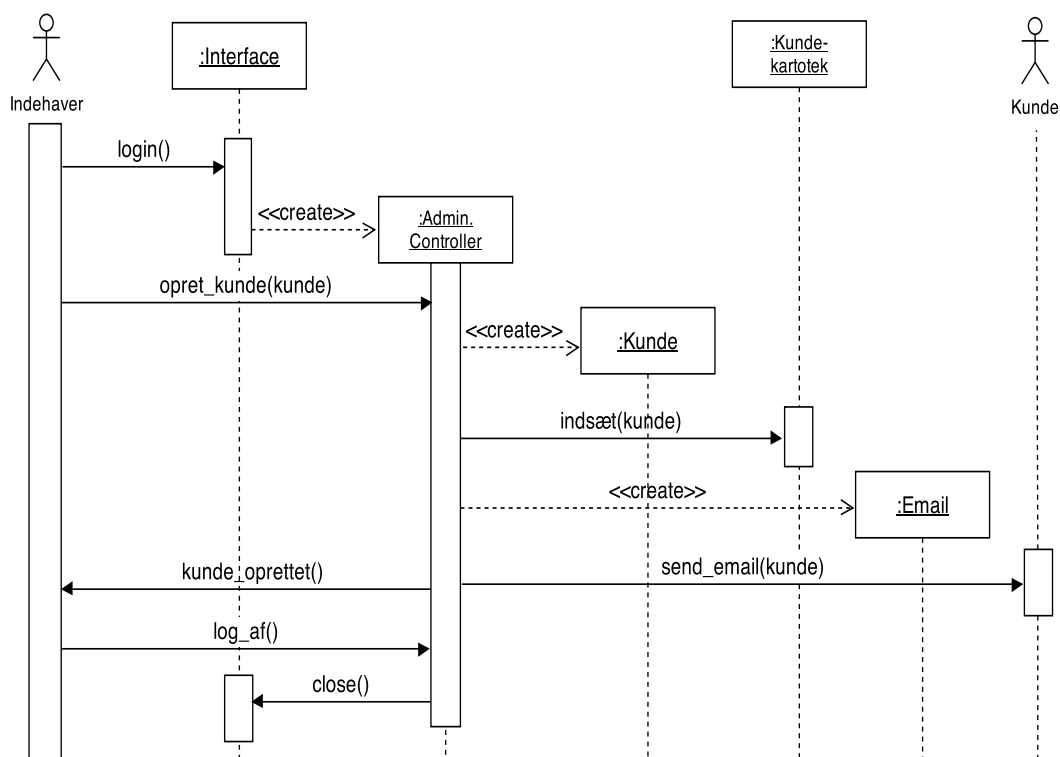 :Interface
:Kunde-
kartotek
Indehaver
Kunde
login()
<<create>>
:Admin.
Controller
opret_kunde(kunde)
<<create>>
:Kunde
indsæt(kunde)
<<create>>
:Email
kunde_oprettet()
send_email(kunde)
log_af()
close()